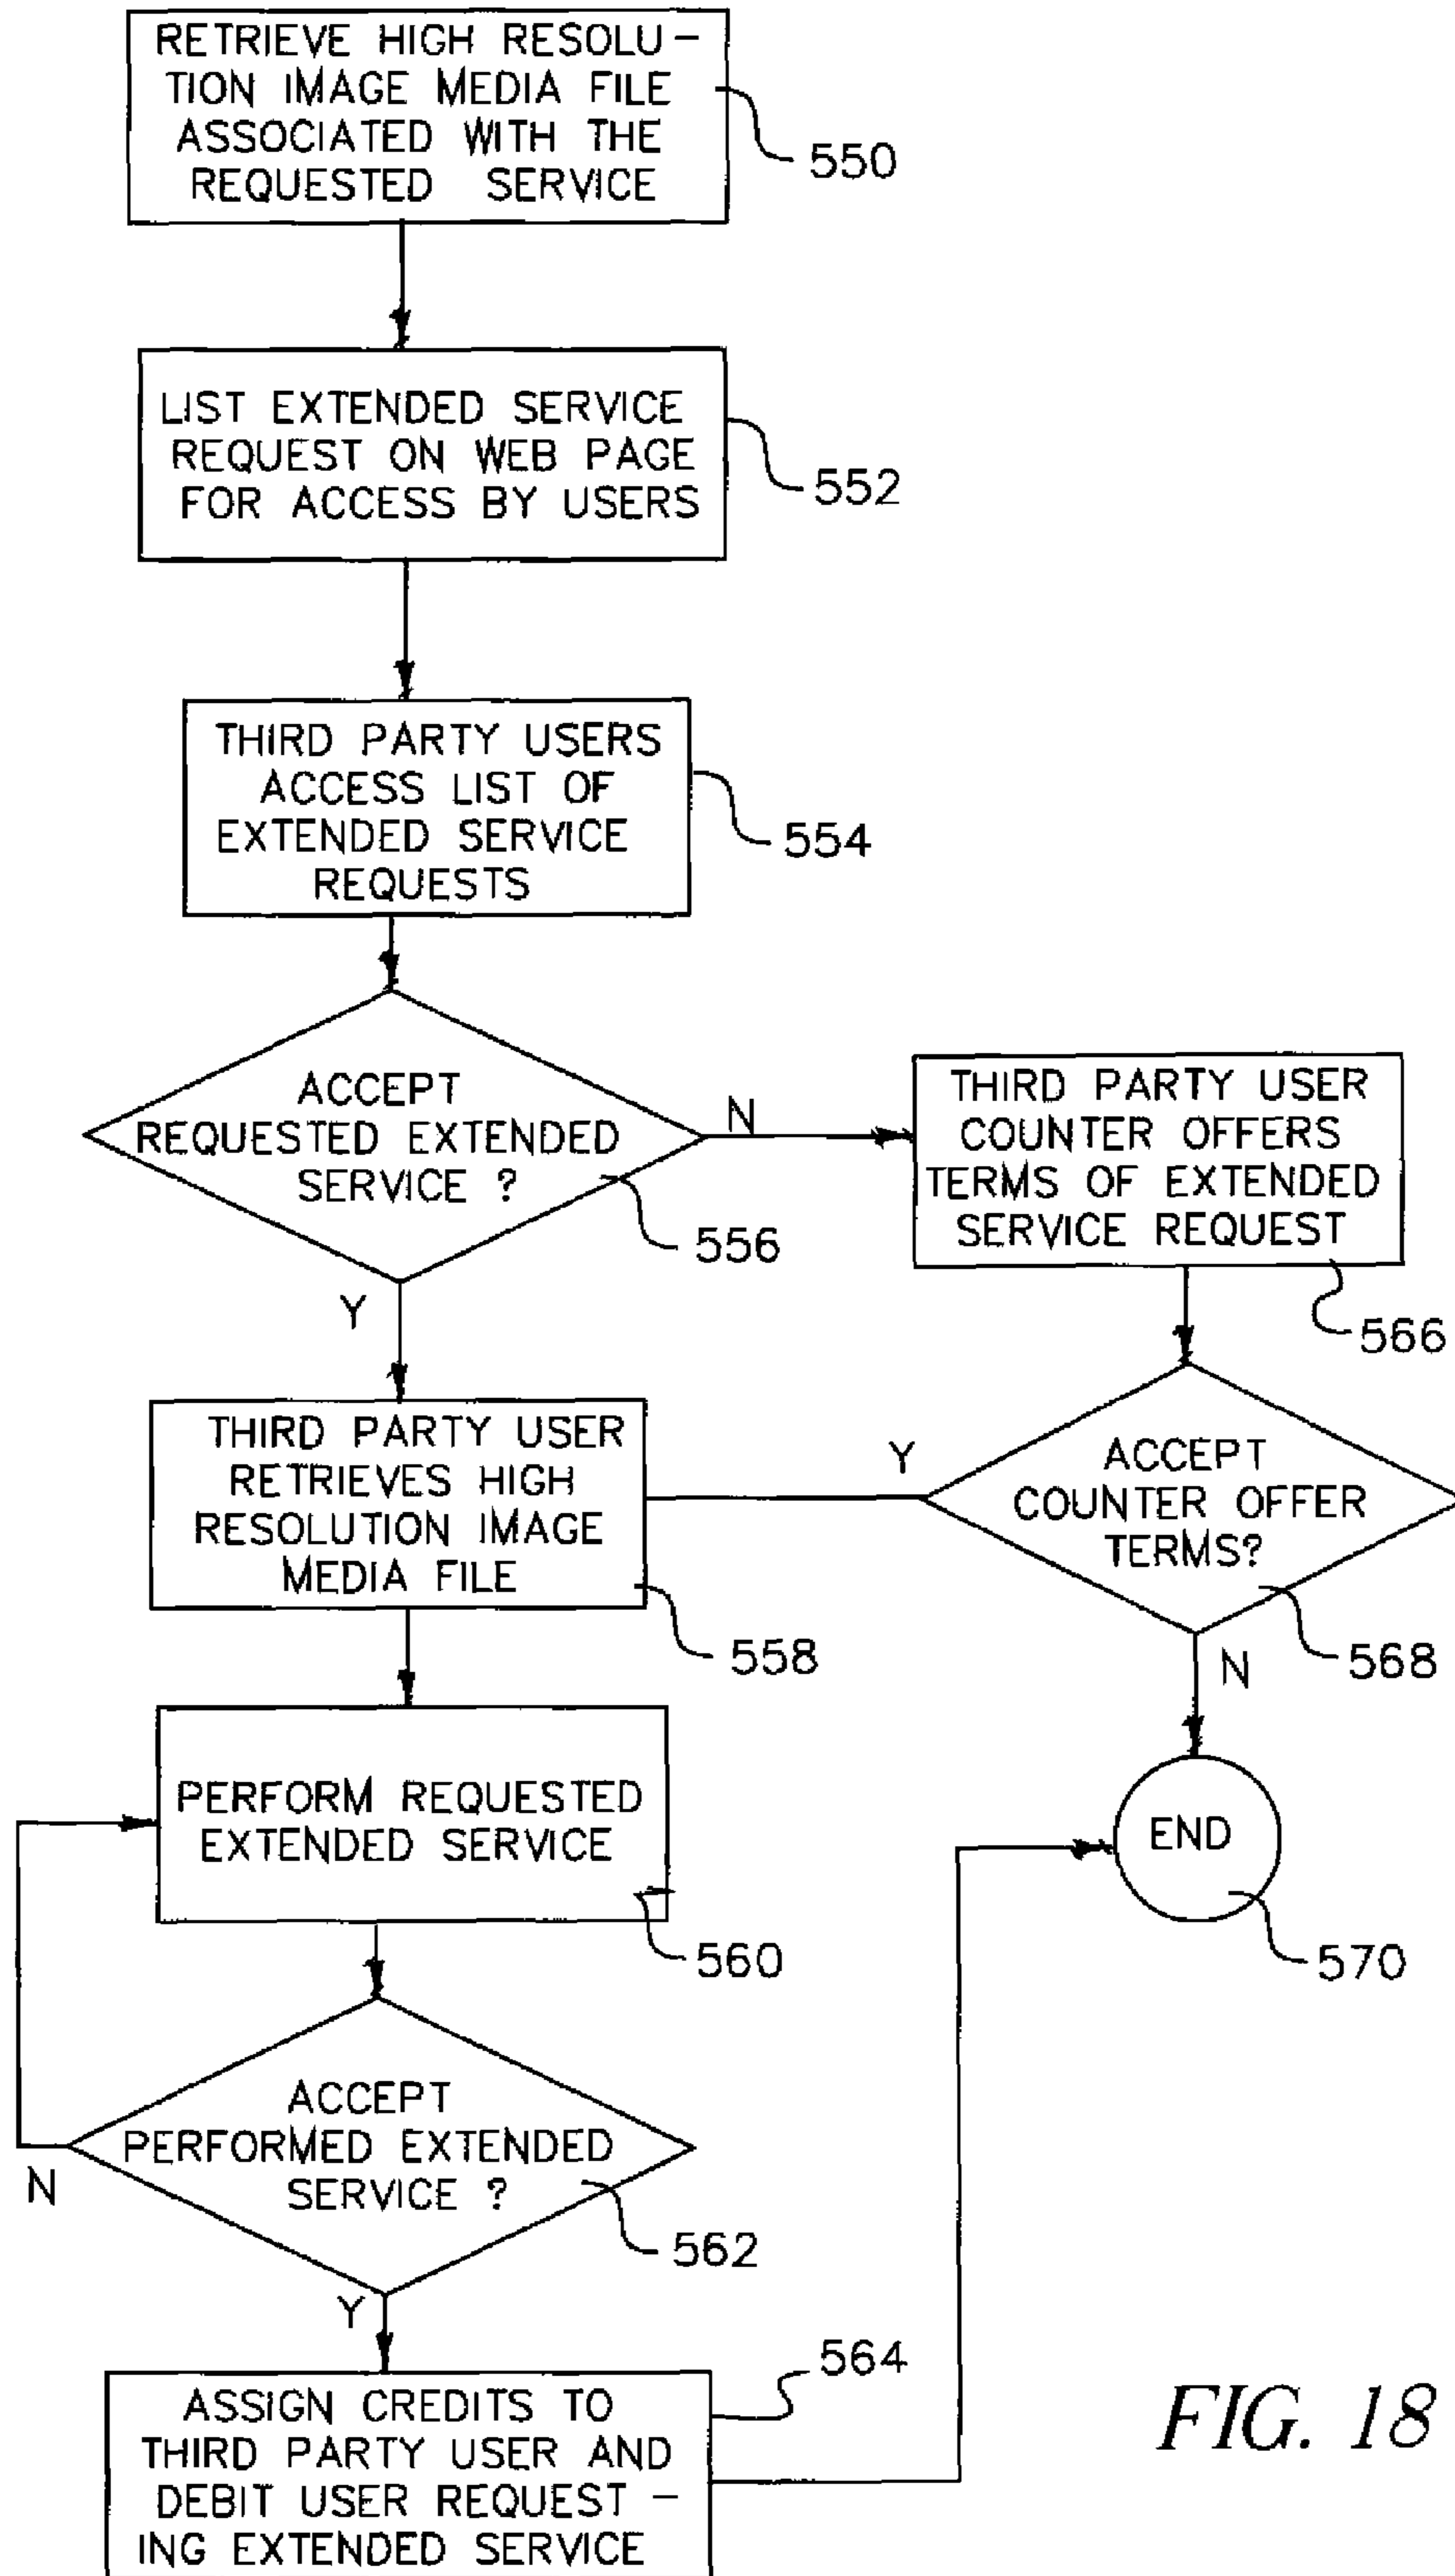 RETRIEVE HIGH RESOLU-
TION IMAGE MEDIA FILE
ASSOCIATED WITH THE
REQUESTED SERVICE
550
LIST EXTENDED SERVICE
REQUEST ON WEB PAGE
FOR ACCESS BY USERS
552
THIRD PARTY USERS
ACCESS LIST OF
EXTENDED SERVICE
REQUESTS
554
ACCEPT
REQUESTED EXTENDED
SERVICE ?
556
N
Y
THIRD PARTY USER
COUNTER OFFERS
TERMS OF EXTENDED
SERVICE REQUEST
566
THIRD PARTY USER
RETRIEVES HIGH
RESOLUTION IMAGE
MEDIA FILE
558
Y
ACCEPT
COUNTER OFFER
TERMS?
568
N
PERFORM REQUESTED
EXTENDED SERVICE
560
END
570
ACCEPT
PERFORMED EXTENDED
SERVICE ?
562
N
Y
ASSIGN CREDITS TO
THIRD PARTY USER AND
DEBIT USER REQUEST -
ING EXTENDED SERVICE
564
FIG. 18